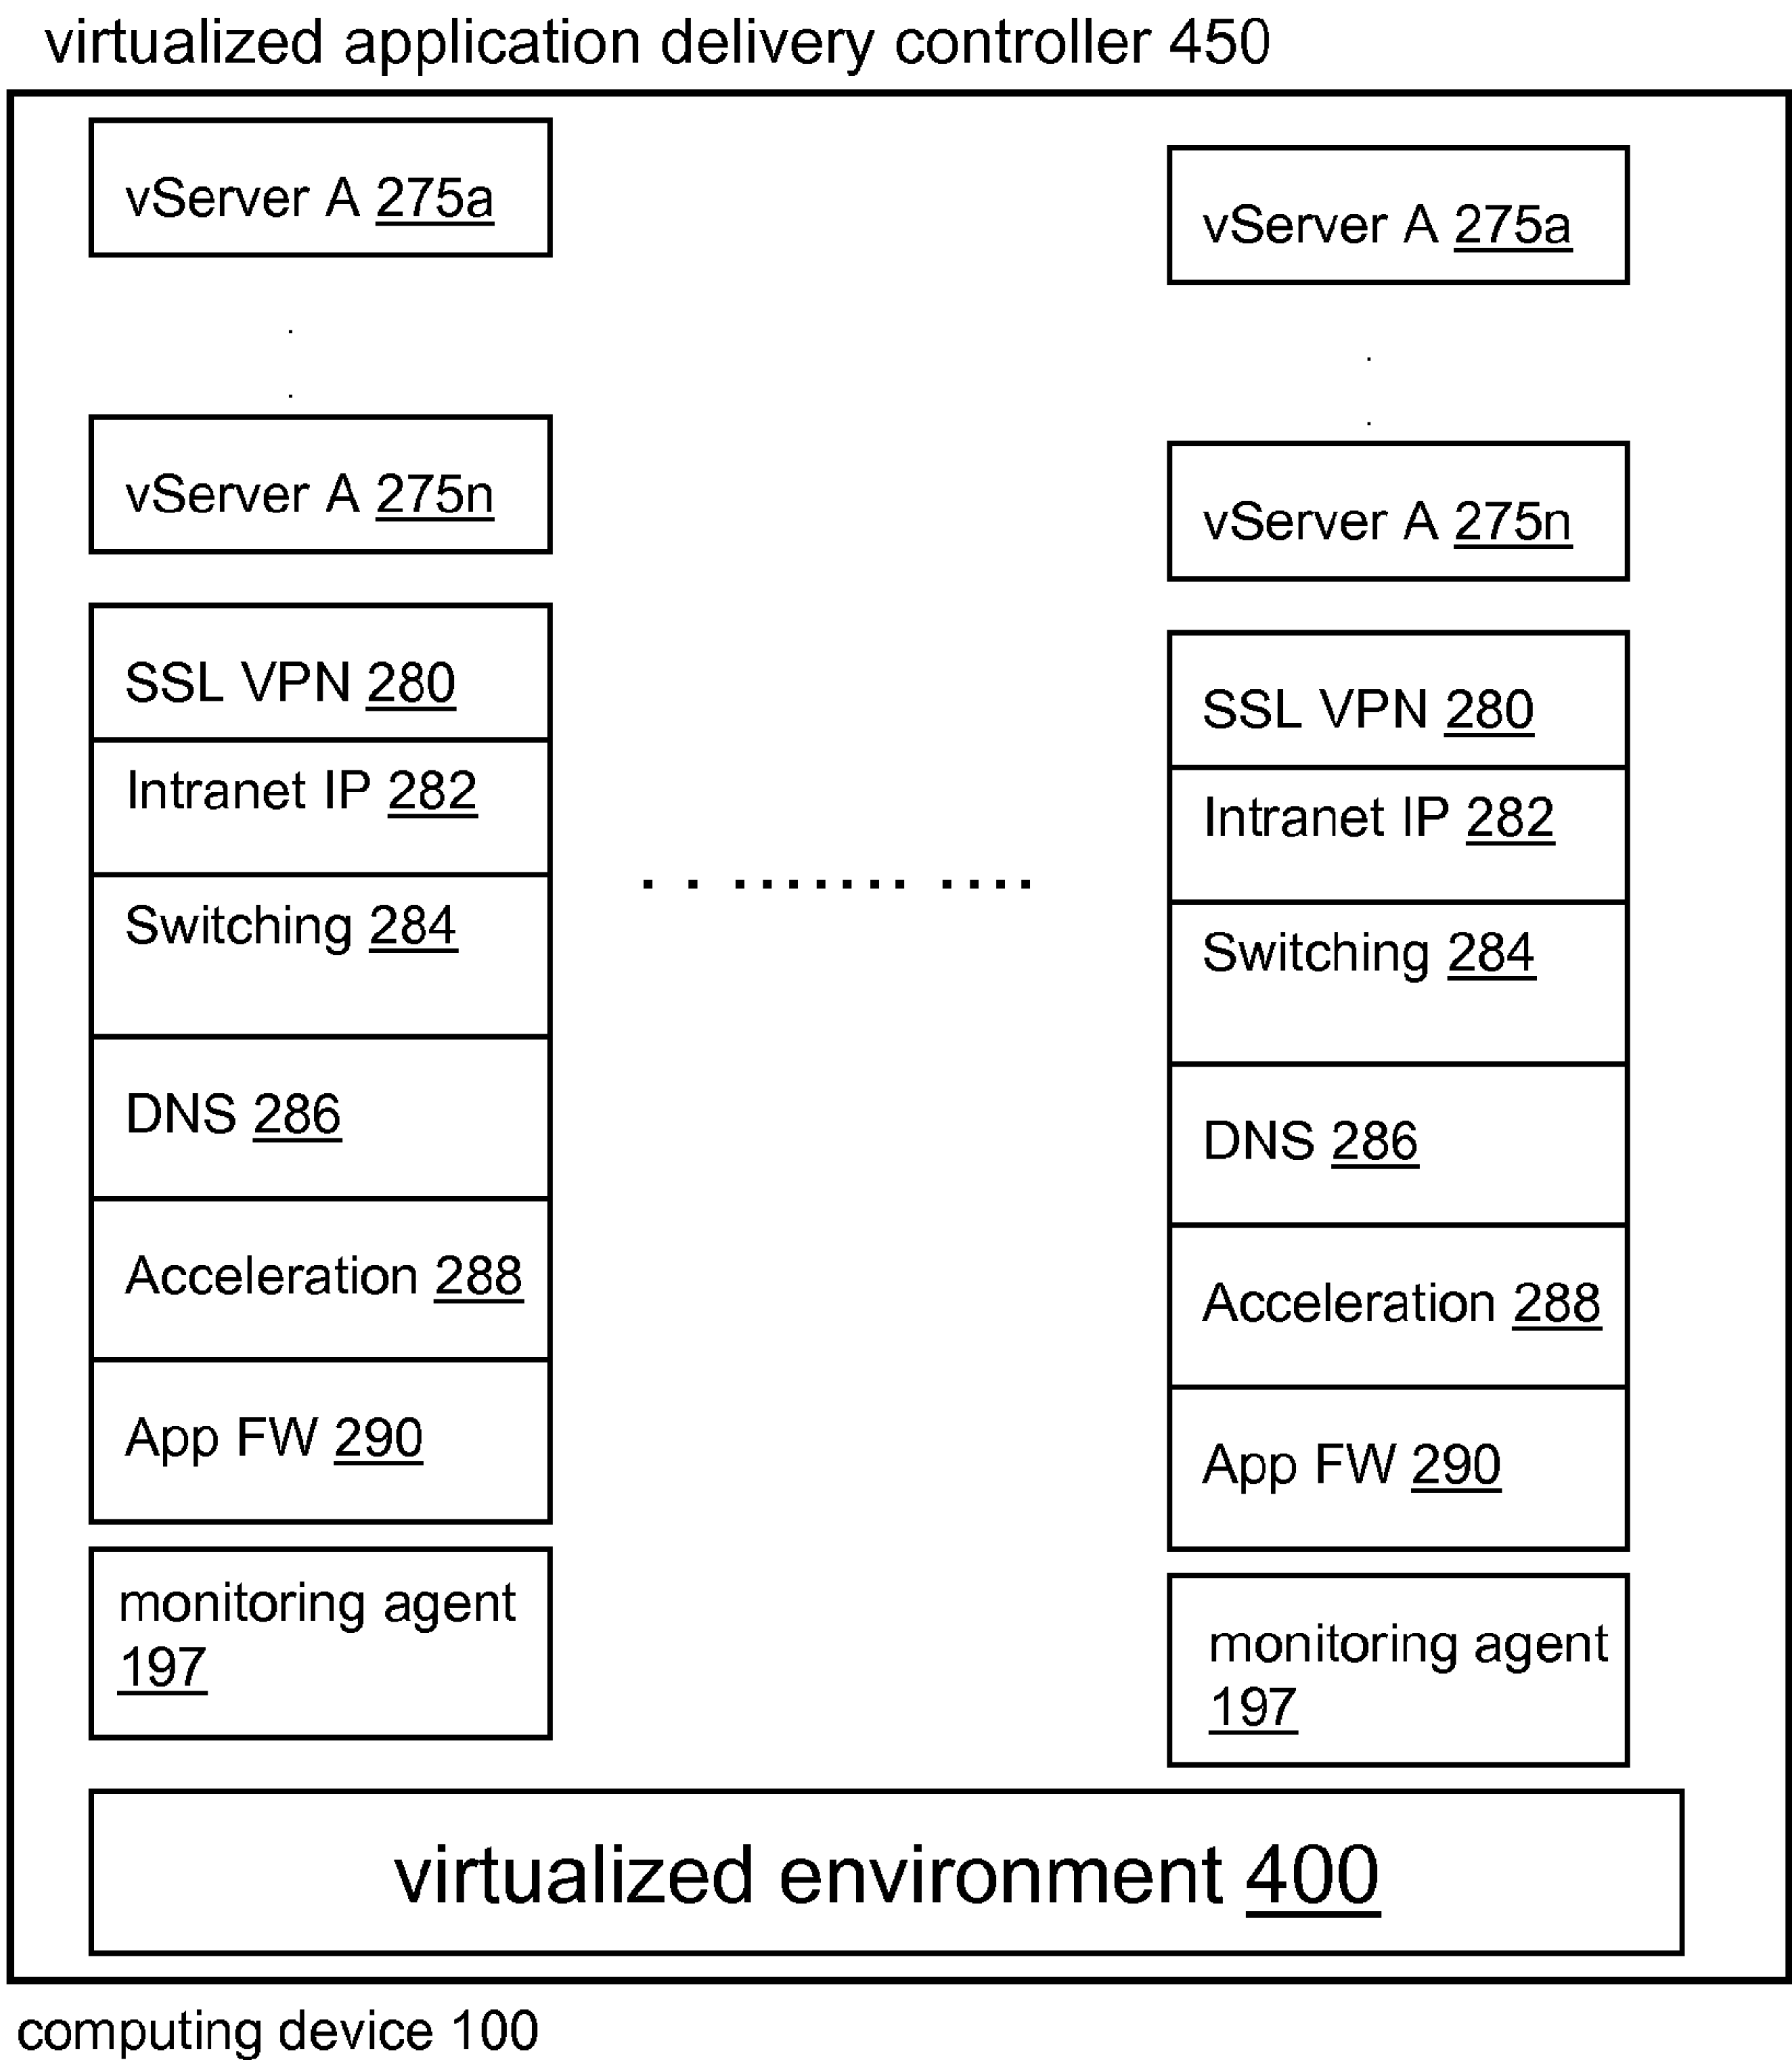 virtualized application delivery controller 450
vServer A 275a
vServer A 275n
SSL VPN 280
Intranet IP 282
Switching 284
DNS 286
Acceleration 288
App FW 290
monitoring agent
197
vServer A 275a
vServer A 275n
SSL VPN 280
Intranet IP 282
Switching 284
DNS 286
Acceleration 288
App FW 290
monitoring agent
197
virtualized environment 400
computing device 100